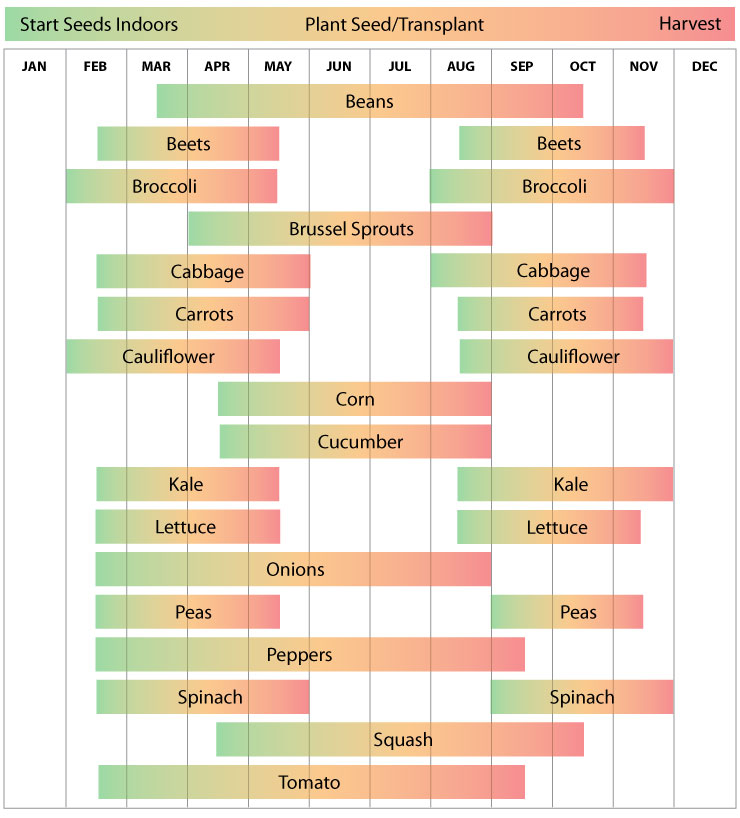 Start Seeds Indoors Plant Seed/Transplant Harvest
JAN FEB MAR APR MAY JUN JUL AUG SEP OCT NOV DEC
Beans
Beets Beets
Broccoli Broccoli
Brussel Sprouts
Cabbage Cabbage
Carrots Carrots
Cauliflower Cauliflower
Corn
Cucumber
Kale Kale
Lettuce Lettuce
Onions
Peas Peas
Peppers
Spinach Spinach
Squash
Tomato